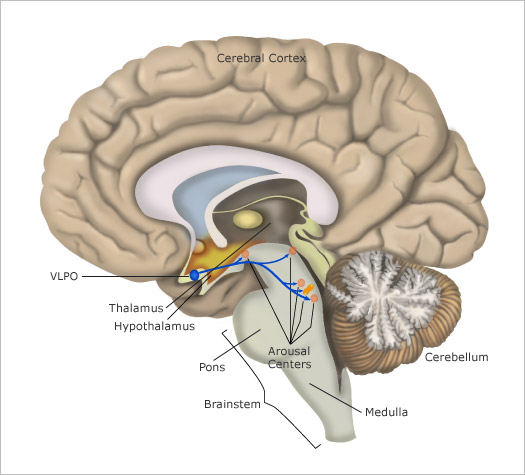 Cerebral Cortex
VLPO
Thalamus
Hypothalamus
Arousal
Centers
Cerebellum
Pons
Brainstem
Medulla